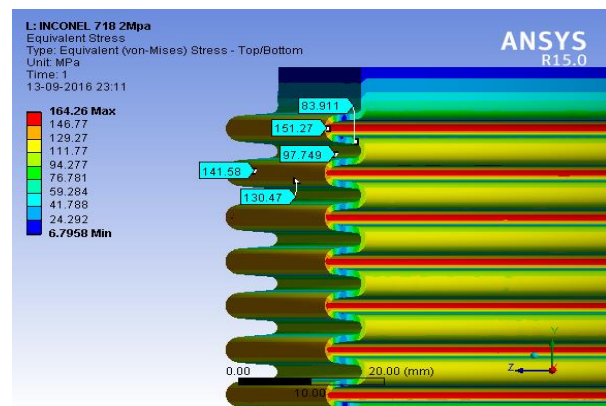 L: INCONEL 718 2Mpa
Equivalent Stress
Type: Equivalent (von-Mises) Stress - Top/Bottom
Unit: MPa
Time: 1
13-09-2016 23:11
ANSYS
R15.0
164.26 Max
146.77
129.27
111.77
94.277
76.781
59.284
41.788
24.292
6.7958 Min
83.911
151.27
97.749
141.58
130.47
0.00
20.00 (mm)
10.00
Y
Z
X